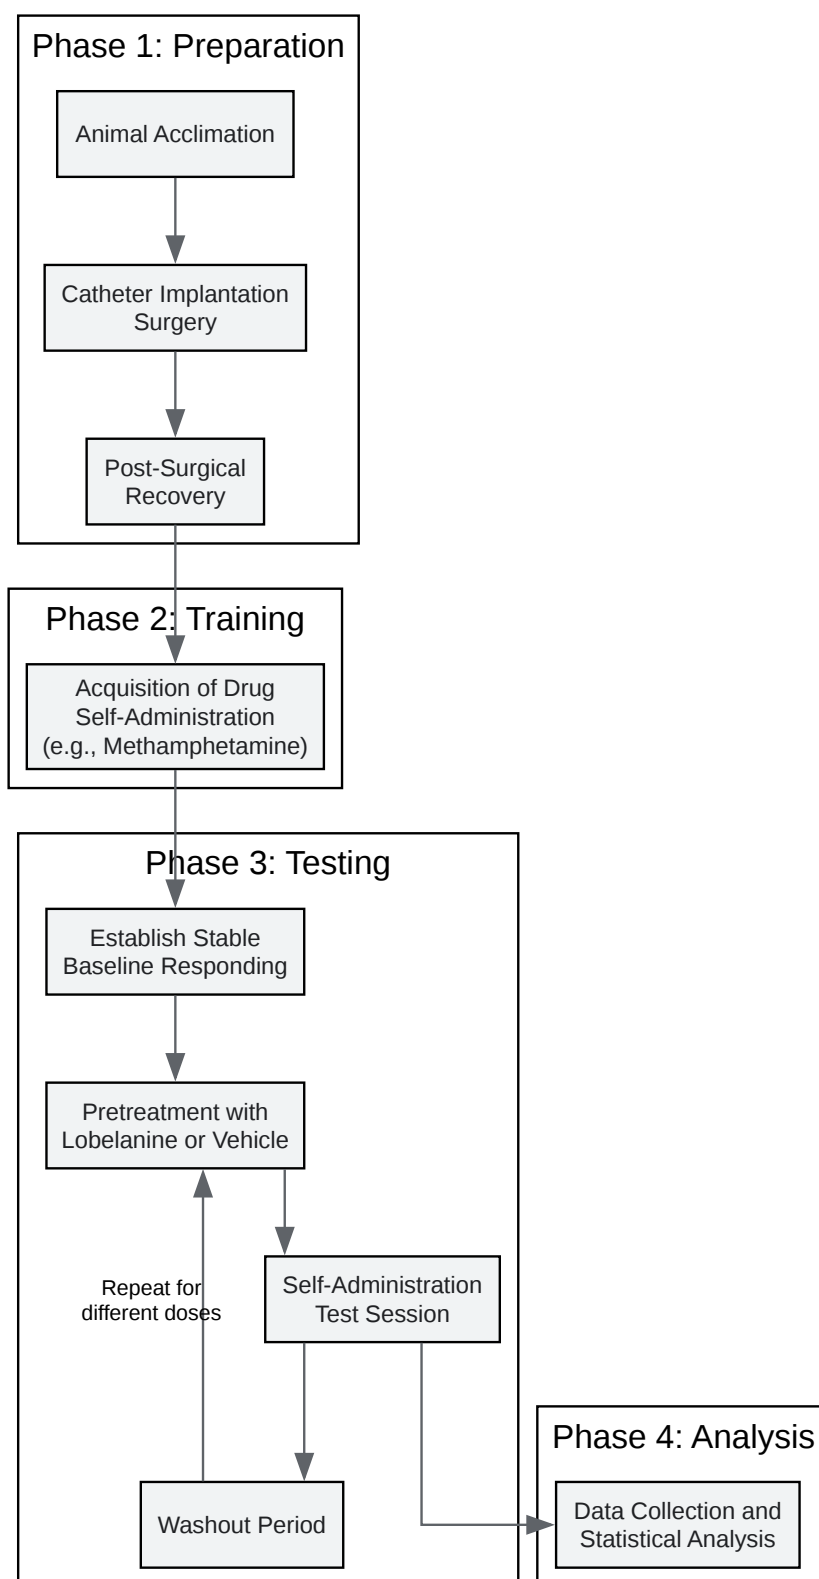 Phase 1: Preparation
Animal Acclimation
Catheter Implantation
Surgery
Post-Surgical
Recovery
Phase 2: Training
Acquisition of Drug
Self-Administration
(e.g., Methamphetamine)
Phase 3: Testing
Establish Stable
Baseline Responding
Pretreatment with
Lobelanine or Vehicle
Repeat for
different doses
Self-Administration
Test Session
Washout Period
Phase 4: Analysis
Data Collection and
Statistical Analysis